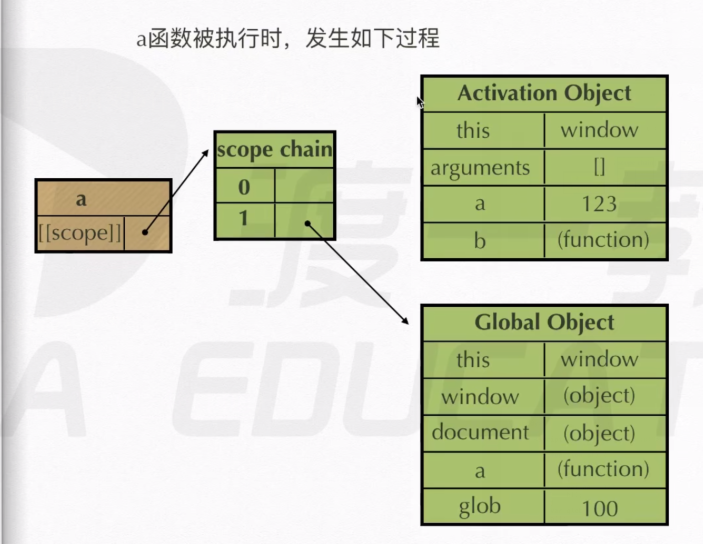 a函数被执行时，发生如下过程
a
[[scope]]
scope chain
0
1
Activation Object
this window
arguments []
a 123
b (function)
Global Object
this window
window (object)
document (object)
a (function)
glob 100
渡一教
A EDUCAT